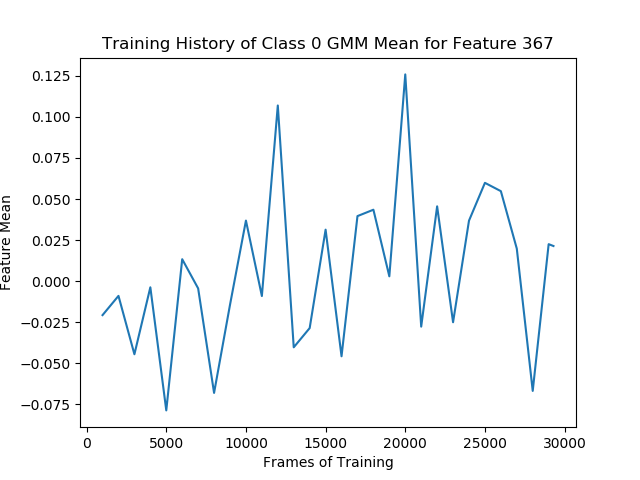 Training History of Class 0 GMM Mean for Feature 367
0.125
0.100
0.075
0.050
0.025
0.000
−0.025
−0.050
−0.075
Feature Mean
0 5000 10000 15000 20000 25000 30000
Frames of Training